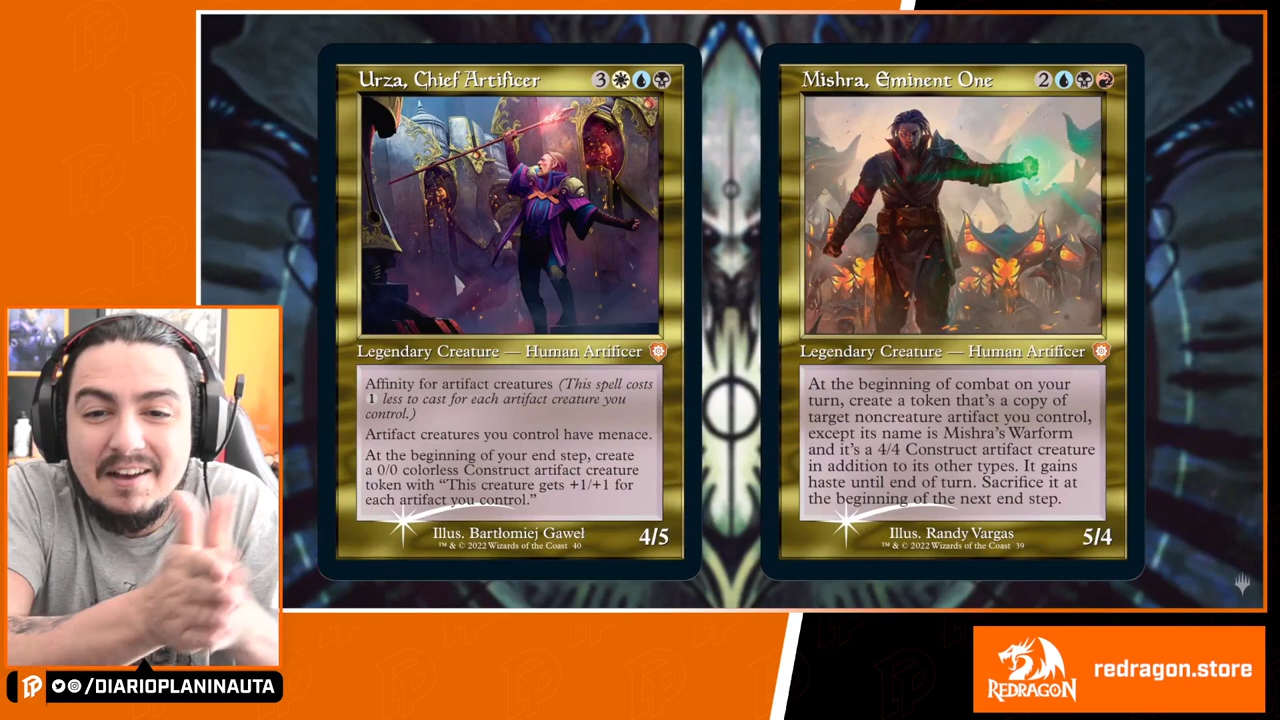 Urza, Chief Artificer 3
Legendary Creature — Human Artificer
Affinity for artifact creatures (This spell costs
1 less to cast for each artifact creature you
control.)
Artifact creatures you control have menace.
At the beginning of your end step, create
a 0/0 colorless Construct artifact creature
token with “This creature gets +1/+1 for
each artifact you control.”
Illus. Bartłomiej Gaweł
™ & © 2022 Wizards of the Coast 40
4/5
Mishra, Eminent One 2
Legendary Creature — Human Artificer
At the beginning of combat on your
turn, create a token that’s a copy of
target noncreature artifact you control,
except its name is Mishra’s Warform
and it’s a 4/4 Construct artifact creature
in addition to its other types. It gains
haste until end of turn. Sacrifice it at
the beginning of the next end step.
Illus. Randy Vargas
™ & © 2022 Wizards of the Coast 39
5/4
/DIARIOPLANINAUTA
REDRAGON
redragon.store